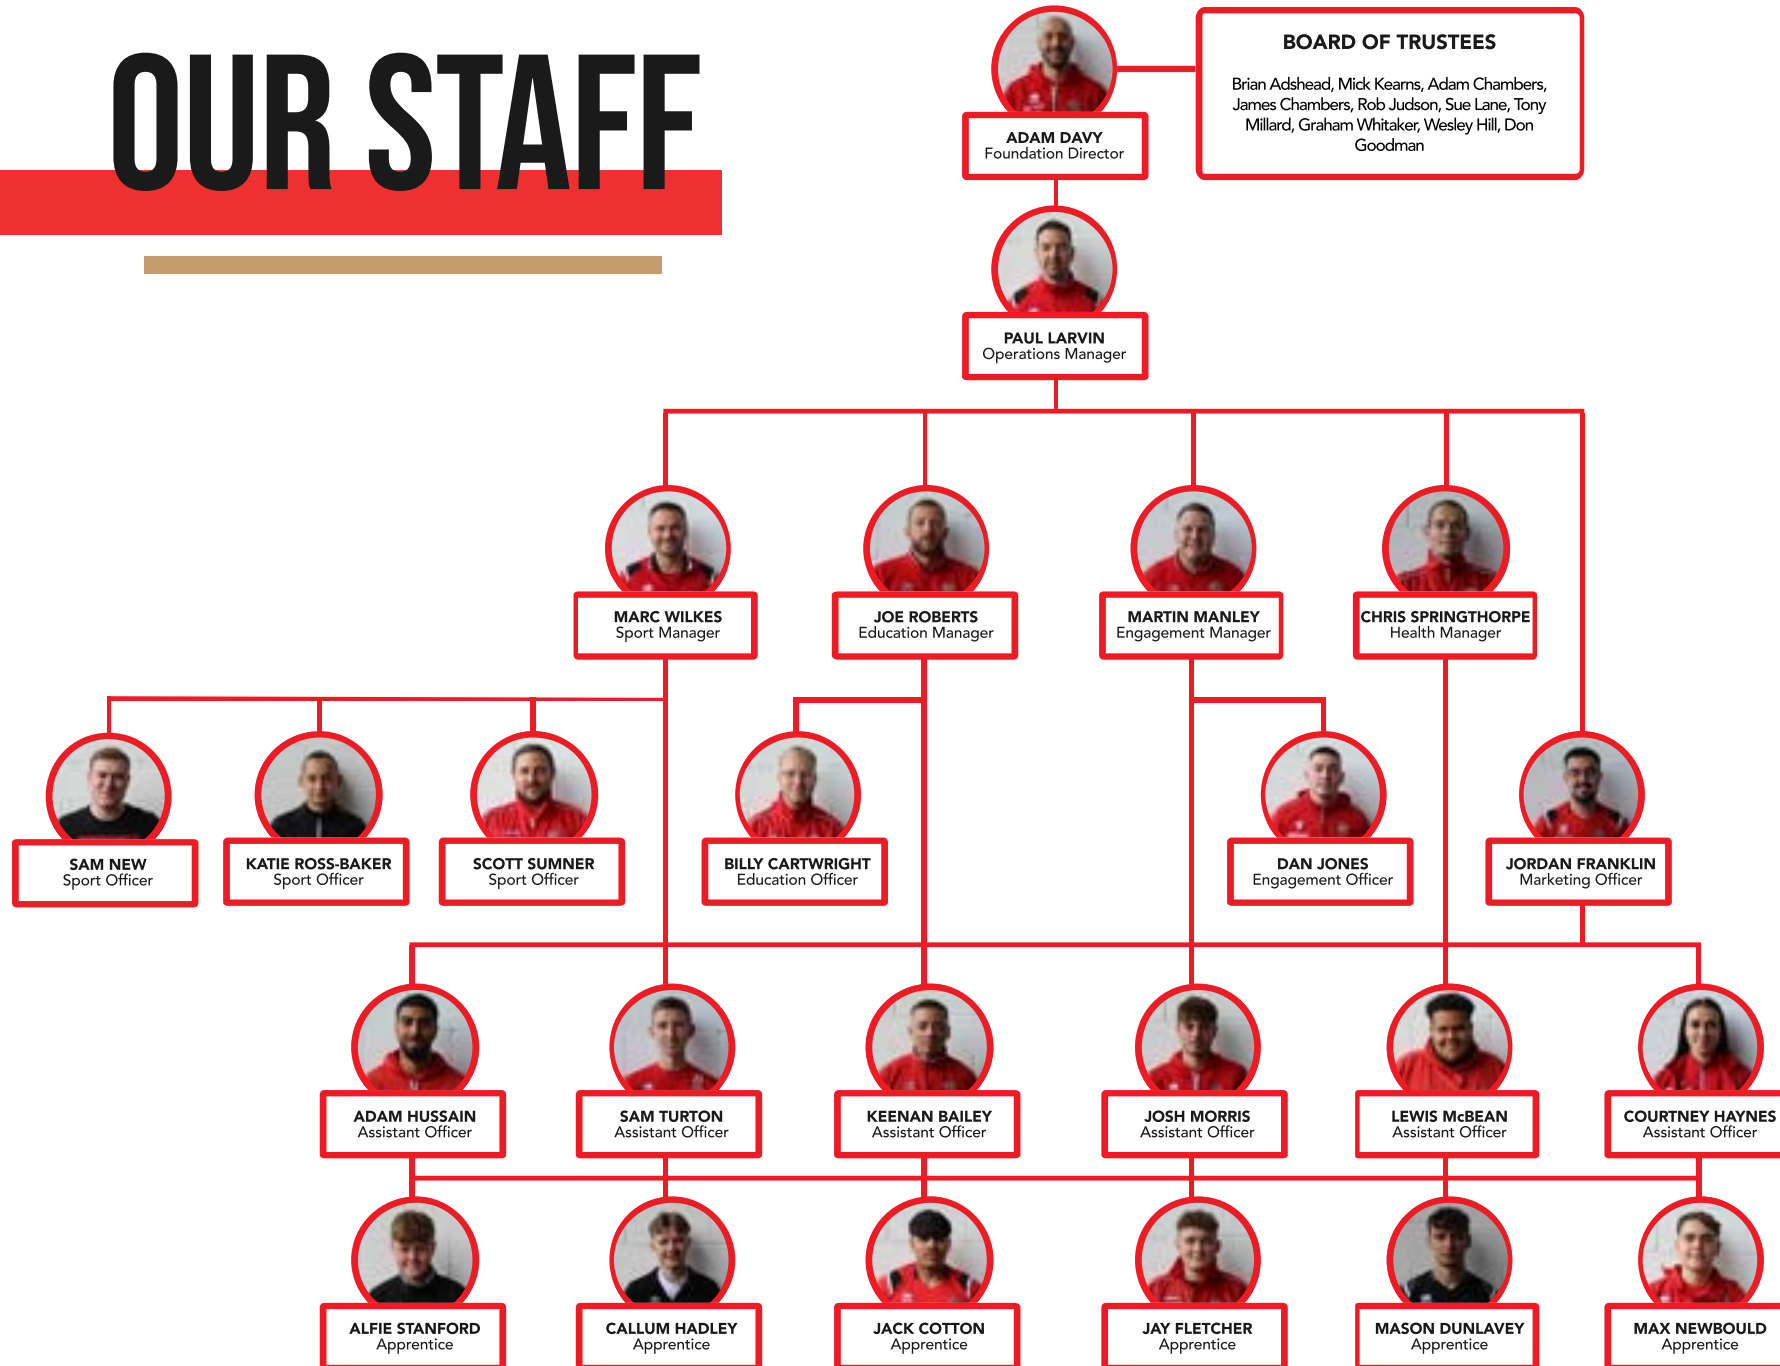 OUR STAFF
BOARD OF TRUSTEES
Brian Adshead, Mick Kearns, Adam Chambers,
James Chambers, Rob Judson, Sue Lane, Tony
Millard, Graham Whitaker, Wesley Hill, Don
Goodman
ADAM DAVY
Foundation Director
PAUL LARVIN
Operations Manager
MARC WILKES
Sport Manager
JOE ROBERTS
Education Manager
MARTIN MANLEY
Engagement Manager
CHRIS SPRINGTHORPE
Health Manager
SAM NEW
Sport Officer
KATIE ROSS-BAKER
Sport Officer
SCOTT SUMNER
Sport Officer
BILLY CARTWRIGHT
Education Officer
DAN JONES
Engagement Officer
JORDAN FRANKLIN
Marketing Officer
ADAM HUSSAIN
Assistant Officer
SAM TURTON
Assistant Officer
KEENAN BAILEY
Assistant Officer
JOSH MORRIS
Assistant Officer
LEWIS McBEAN
Assistant Officer
COURTNEY HAYNES
Assistant Officer
ALFIE STANFORD
Apprentice
CALLUM HADLEY
Apprentice
JACK COTTON
Apprentice
JAY FLETCHER
Apprentice
MASON DUNLAVEY
Apprentice
MAX NEWBOULD
Apprentice